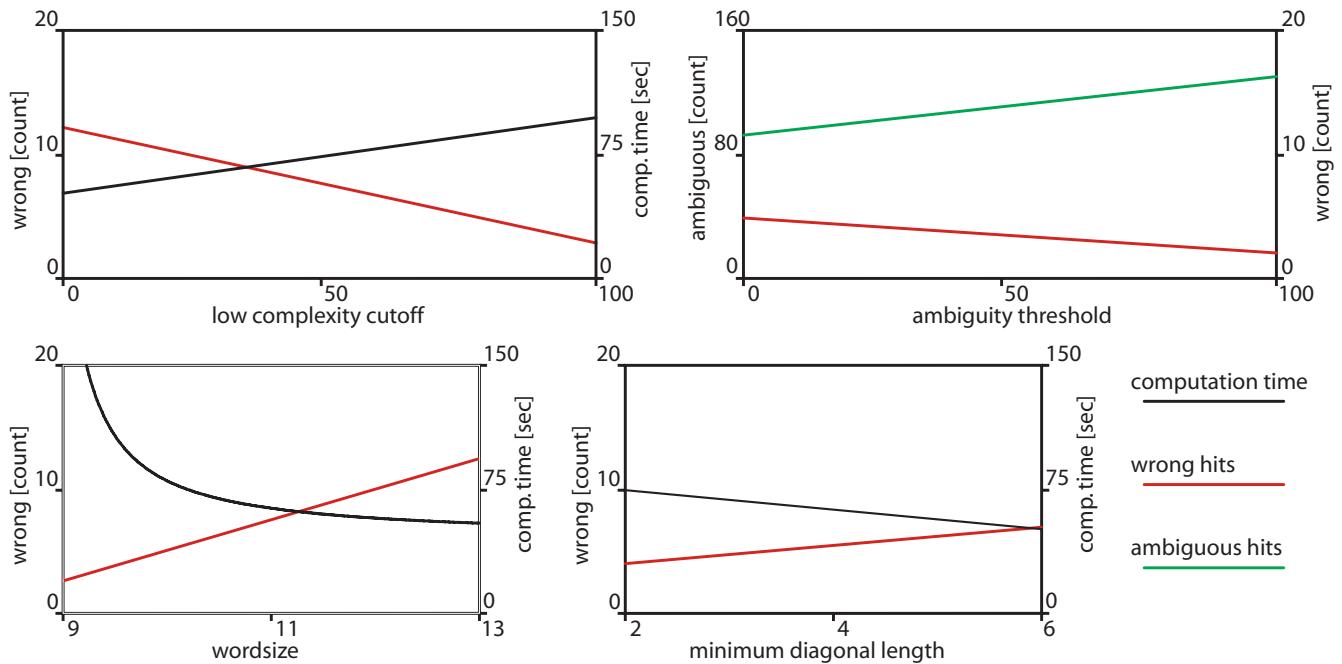 20
150
wrong [count]
10
75
comp.time [sec]
0
0
0
50
100
low complexity cutoff
160
20
ambiguous [count]
80
10
wrong [count]
0
0
0
50
100
ambiguity threshold
20
150
wrong [count]
10
75
comp.time [sec]
0
0
9
11
13
wordsize
20
150
wrong [count]
10
75
comp.time [sec]
0
0
2
4
6
minimum diagonal length
computation time
wrong hits
ambiguous hits